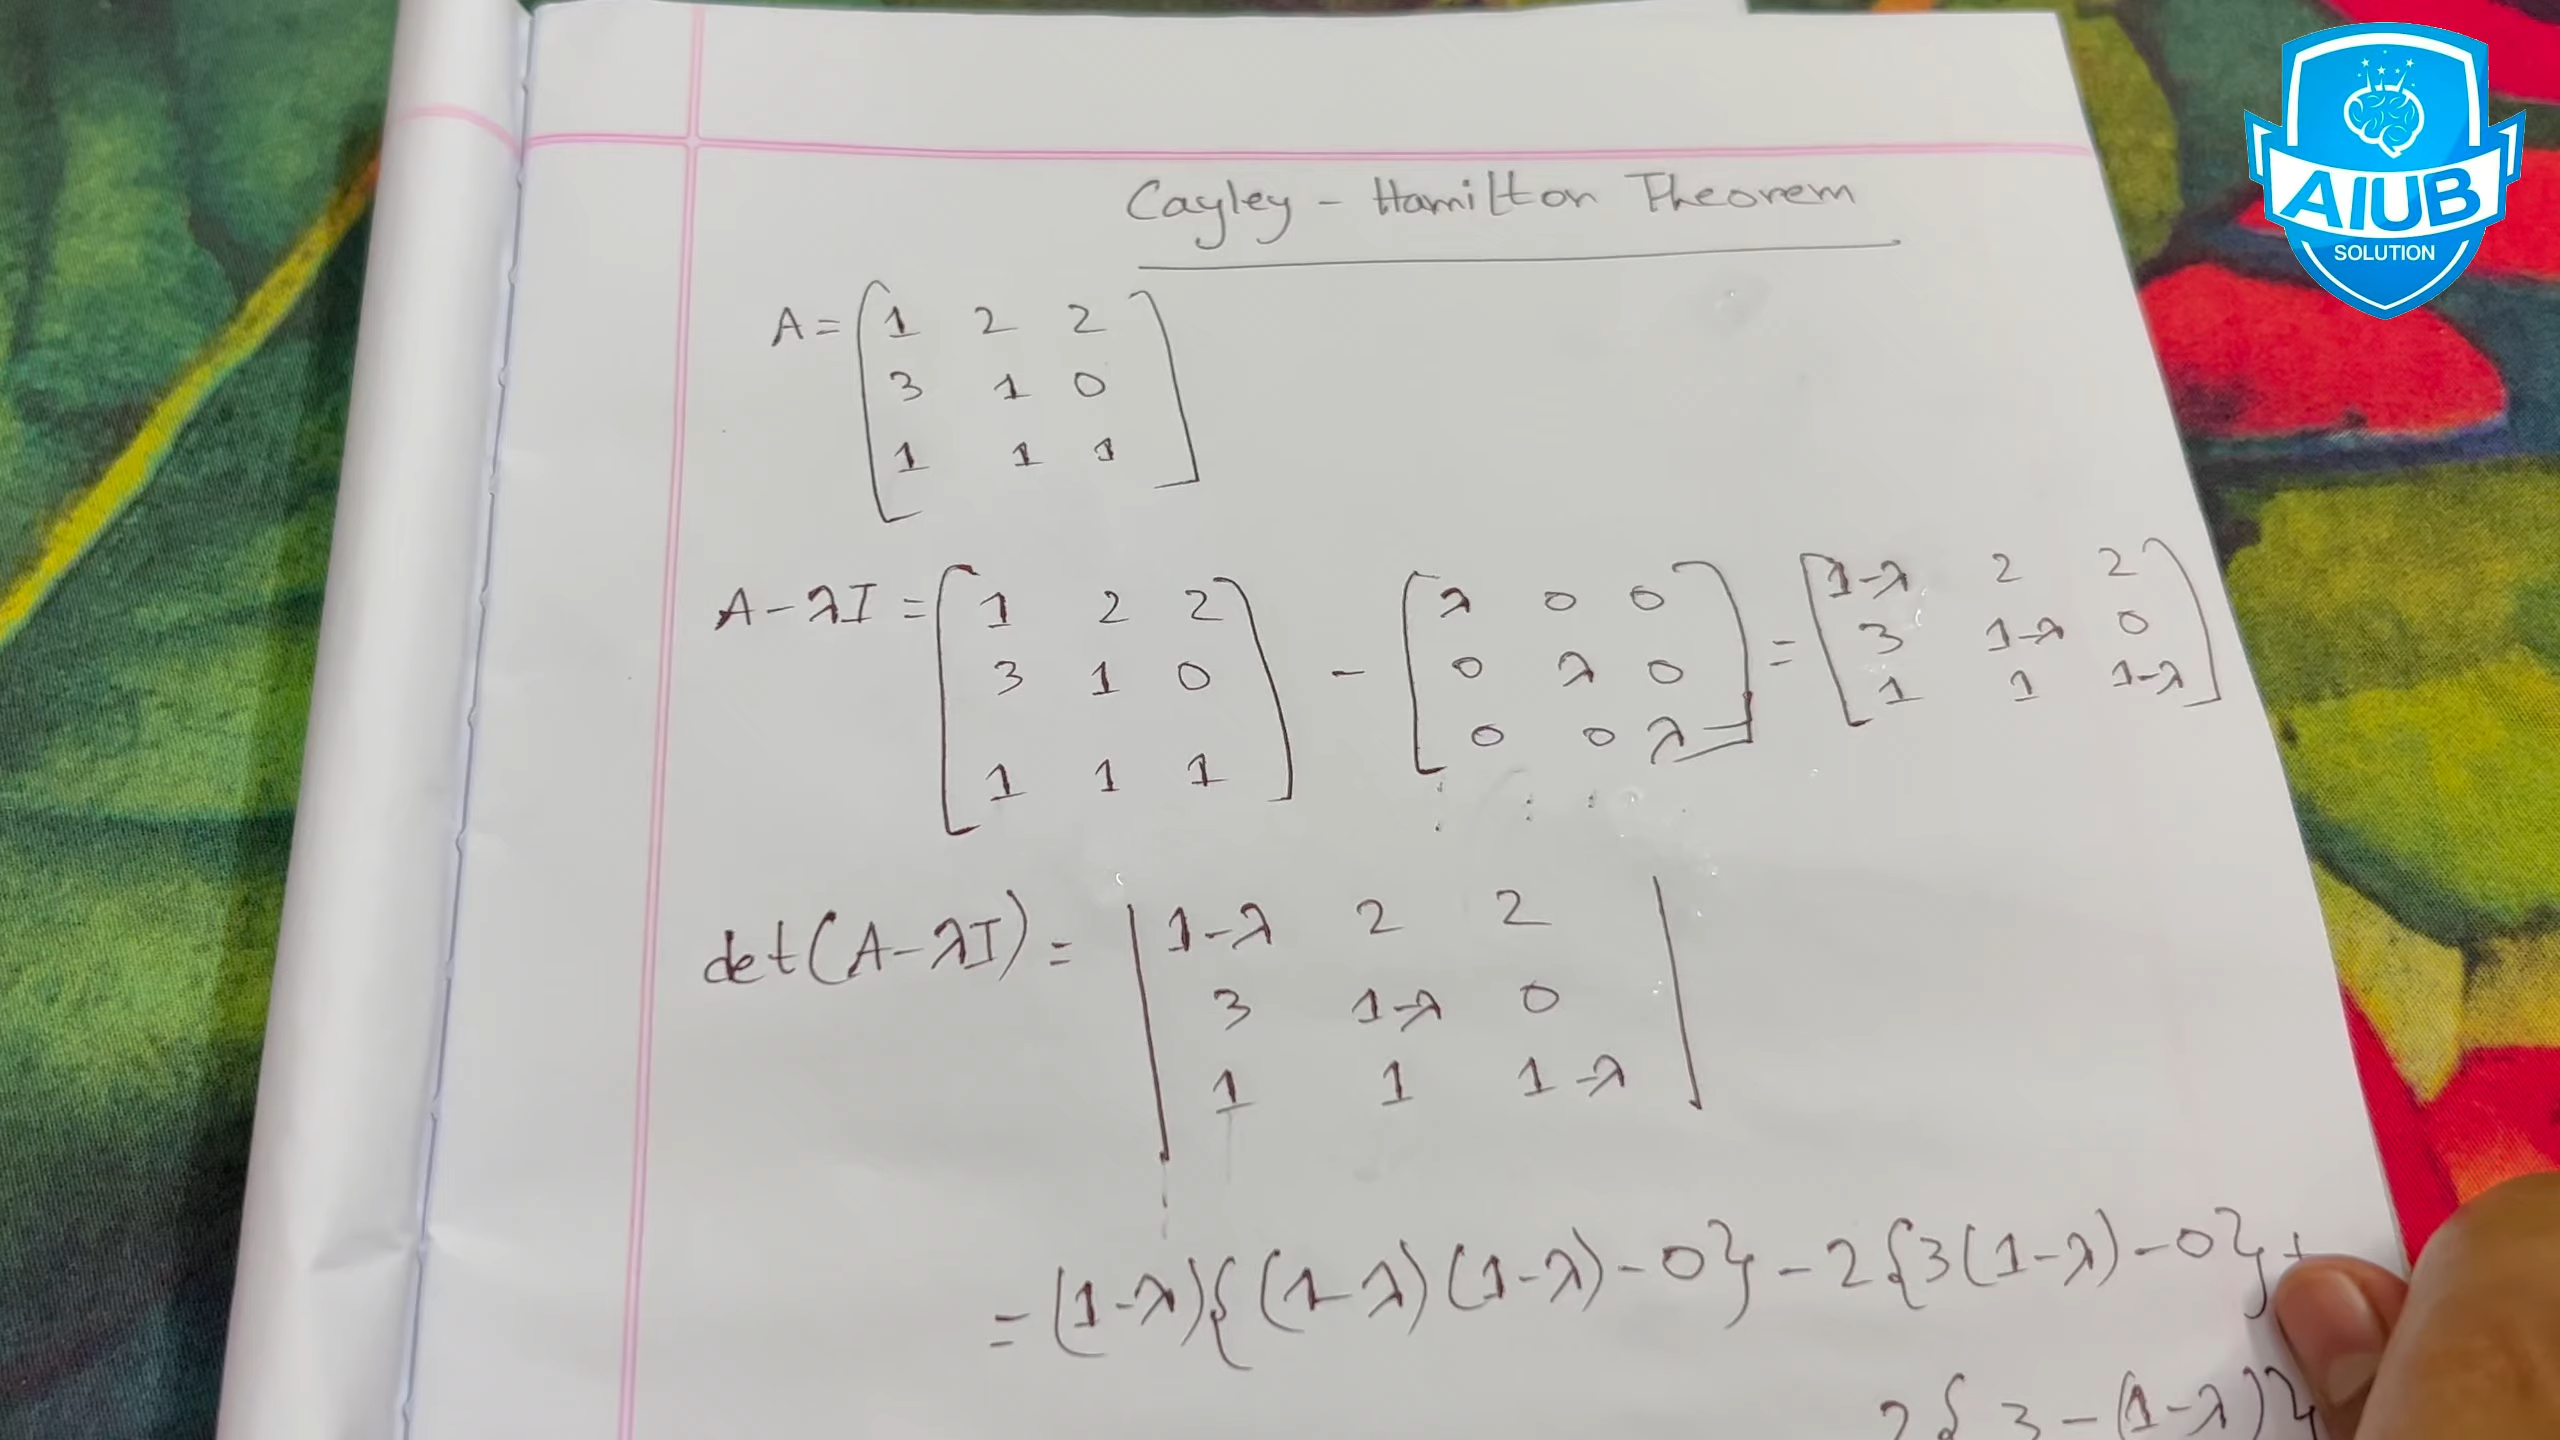 AIUB
SOLUTION
Cayley - Hamilton Theorem
A = [1 2 2
3 1 0
1 1 1]
A - λI = [1 2 2 - [λ 0 0 = [1-λ 2 2
3 1 0 0 λ 0 3 1-λ 0
1 1 1] 0 0 λ] 1 1 1-λ]
det(A-λI) = | 1-λ 2 2 |
3 1-λ 0
1 1 1-λ
= (1-λ){(1-λ)(1-λ)-0} - 2{3(1-λ)-0} +
2{3-(1-λ)}